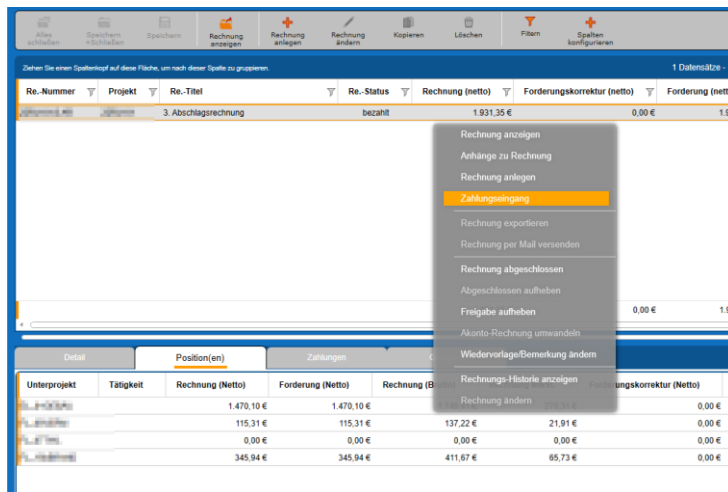 Alles schließen
Speichern +Schließen
Speichern
Rechnung anzeigen
Rechnung anlegen
Rechnung ändern
Kopieren
Löschen
Filtern
Spalten konfigurieren
Ziehen Sie einen Spaltenkopf auf diese Fläche, um nach dieser Spalte zu gruppieren.
1 Datensätze -
Re.-Nummer Projekt Re.-Titel Re.-Status Rechnung (netto) Forderungskorrektur (netto) Forderung (nett
3. Abschlagsrechnung bezahlt 1.931,35 € 0,00 € 1.9
Rechnung anzeigen
Anhänge zu Rechnung
Rechnung anlegen
Zahlungseingang
Rechnung exportieren
Rechnung per Mail versenden
Rechnung abgeschlossen
Abgeschlossen aufheben
Freigabe aufheben
Akonto-Rechnung umwandeln
Wiedervorlage/Bemerkung ändern
Rechnungs-Historie anzeigen
Rechnung ändern
0,00 € 1.9
Detail Position(en) Zahlungen
Unterprojekt Tätigkeit Rechnung (Netto) Forderung (Netto) Rechnung (B
ungskorrektur (Netto)
1.470,10 € 1.470,10 € 0,00 €
115,31 € 115,31 € 137,22 € 21,91 € 0,00 €
0,00 € 0,00 € 0,00 € 0,00 € 0,00 €
345,94 € 345,94 € 411,67 € 65,73 € 0,00 €